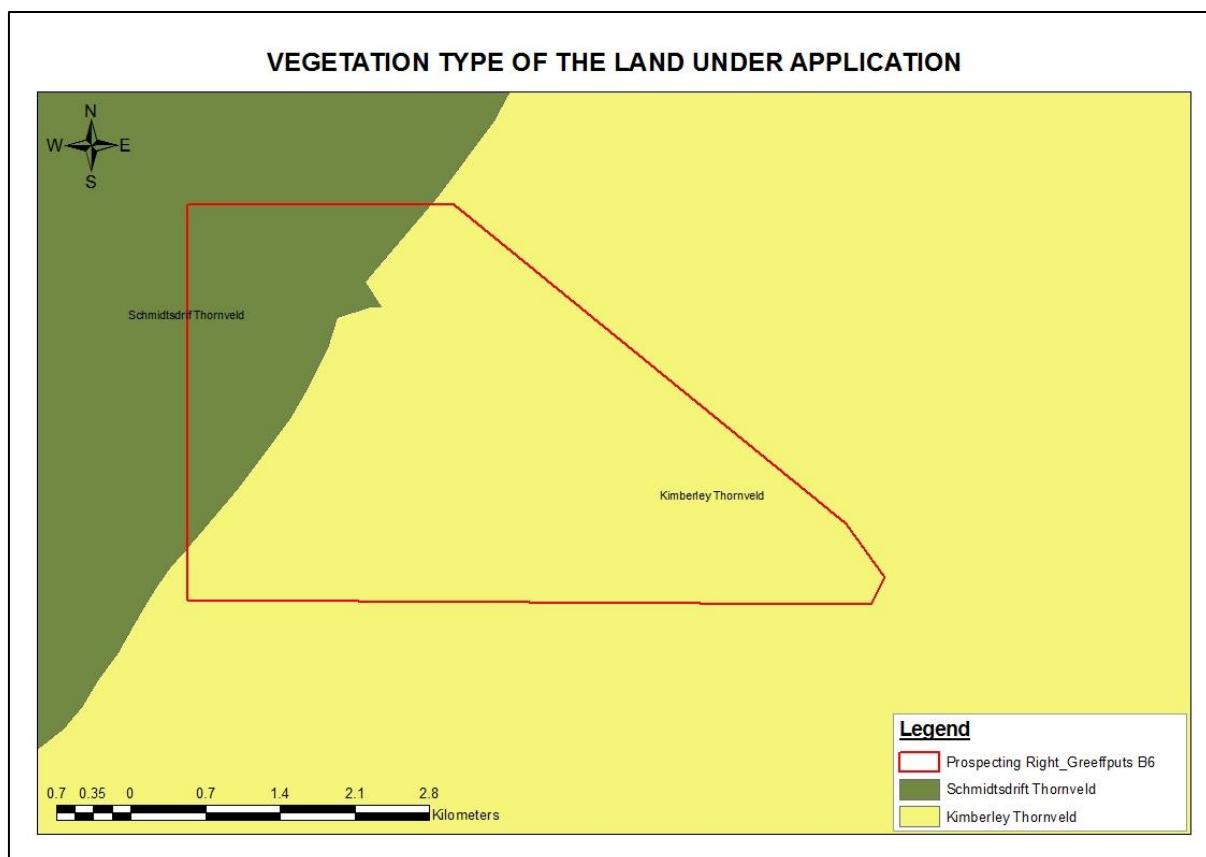 VEGETATION TYPE OF THE LAND UNDER APPLICATION
N
W E
S
Schmidtsdrif Thornveld
Kimberley Thornveld
Legend
Prospecting Right_Greeffputs B6
Schmidtsdrift Thornveld
Kimberley Thornveld
0.7 0.35 0 0.7 1.4 2.1 2.8
Kilometers